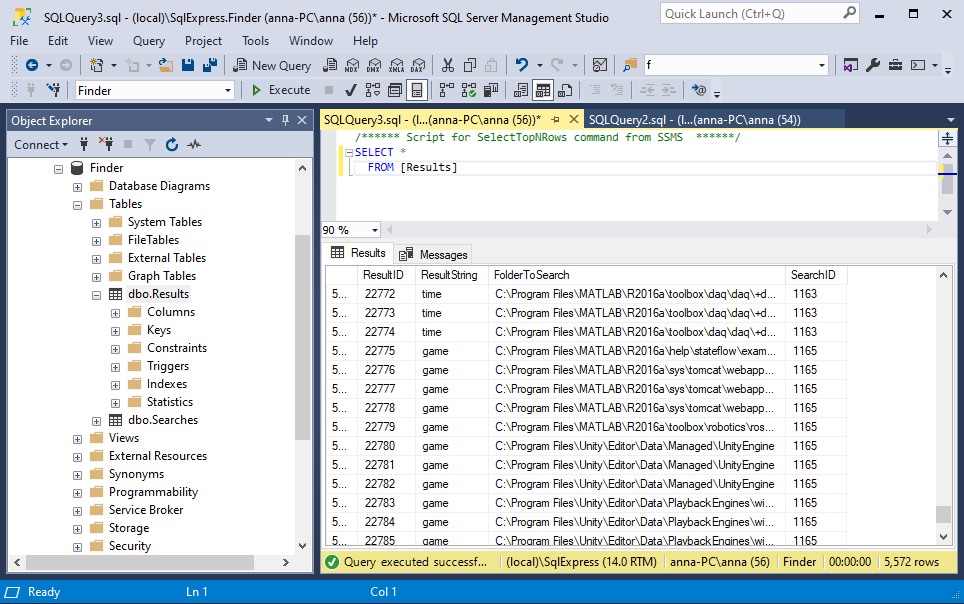 SQLQuery3.sql - (local)\SqlExpress.Finder (anna-PC\anna (56))* - Microsoft SQL Server Management Studio
Quick Launch (Ctrl+Q)
File Edit View Query Project Tools Window Help
New Query MDX DMX XMLA DAX f
Finder Execute
Object Explorer
SQLQuery3.sql - (l...(anna-PC\anna (56))* SQLQuery2.sql - (l...(anna-PC\anna (54))
Connect
Finder
Database Diagrams
Tables
System Tables
FileTables
External Tables
Graph Tables
dbo.Results
Columns
Keys
Constraints
Triggers
Indexes
Statistics
dbo.Searches
Views
External Resources
Synonyms
Programmability
Service Broker
Storage
Security
/****** Script for SelectTopNRows command from SSMS ******/
SELECT *
FROM [Results]
90 %
Results Messages
ResultID ResultString FolderToSearch SearchID
5... 22772 time C:\Program Files\MATLAB\R2016a\toolbox\daq\daq\+d... 1163
5... 22773 time C:\Program Files\MATLAB\R2016a\toolbox\daq\daq\+d... 1163
5... 22774 time C:\Program Files\MATLAB\R2016a\toolbox\daq\daq\+d... 1163
5... 22775 game C:\Program Files\MATLAB\R2016a\help\stateflow\exam... 1165
5... 22776 game C:\Program Files\MATLAB\R2016a\sys\tomcat\webapp... 1165
5... 22777 game C:\Program Files\MATLAB\R2016a\sys\tomcat\webapp... 1165
5... 22778 game C:\Program Files\MATLAB\R2016a\sys\tomcat\webapp... 1165
5... 22779 game C:\Program Files\MATLAB\R2016a\toolbox\robotics\ros... 1165
5... 22780 game C:\Program Files\Unity\Editor\Data\Managed\UnityEngine 1165
5... 22781 game C:\Program Files\Unity\Editor\Data\Managed\UnityEngine 1165
5... 22782 game C:\Program Files\Unity\Editor\Data\Managed\UnityEngine 1165
5... 22783 game C:\Program Files\Unity\Editor\Data\PlaybackEngines\wi... 1165
5... 22784 game C:\Program Files\Unity\Editor\Data\PlaybackEngines\wi... 1165
5... 22785 game C:\Program Files\Unity\Editor\Data\PlaybackEngines\wi... 1165
Query executed successf... (local)\SqlExpress (14.0 RTM) anna-PC\anna (56) Finder 00:00:00 5,572 rows
Ready Ln 1 Col 1